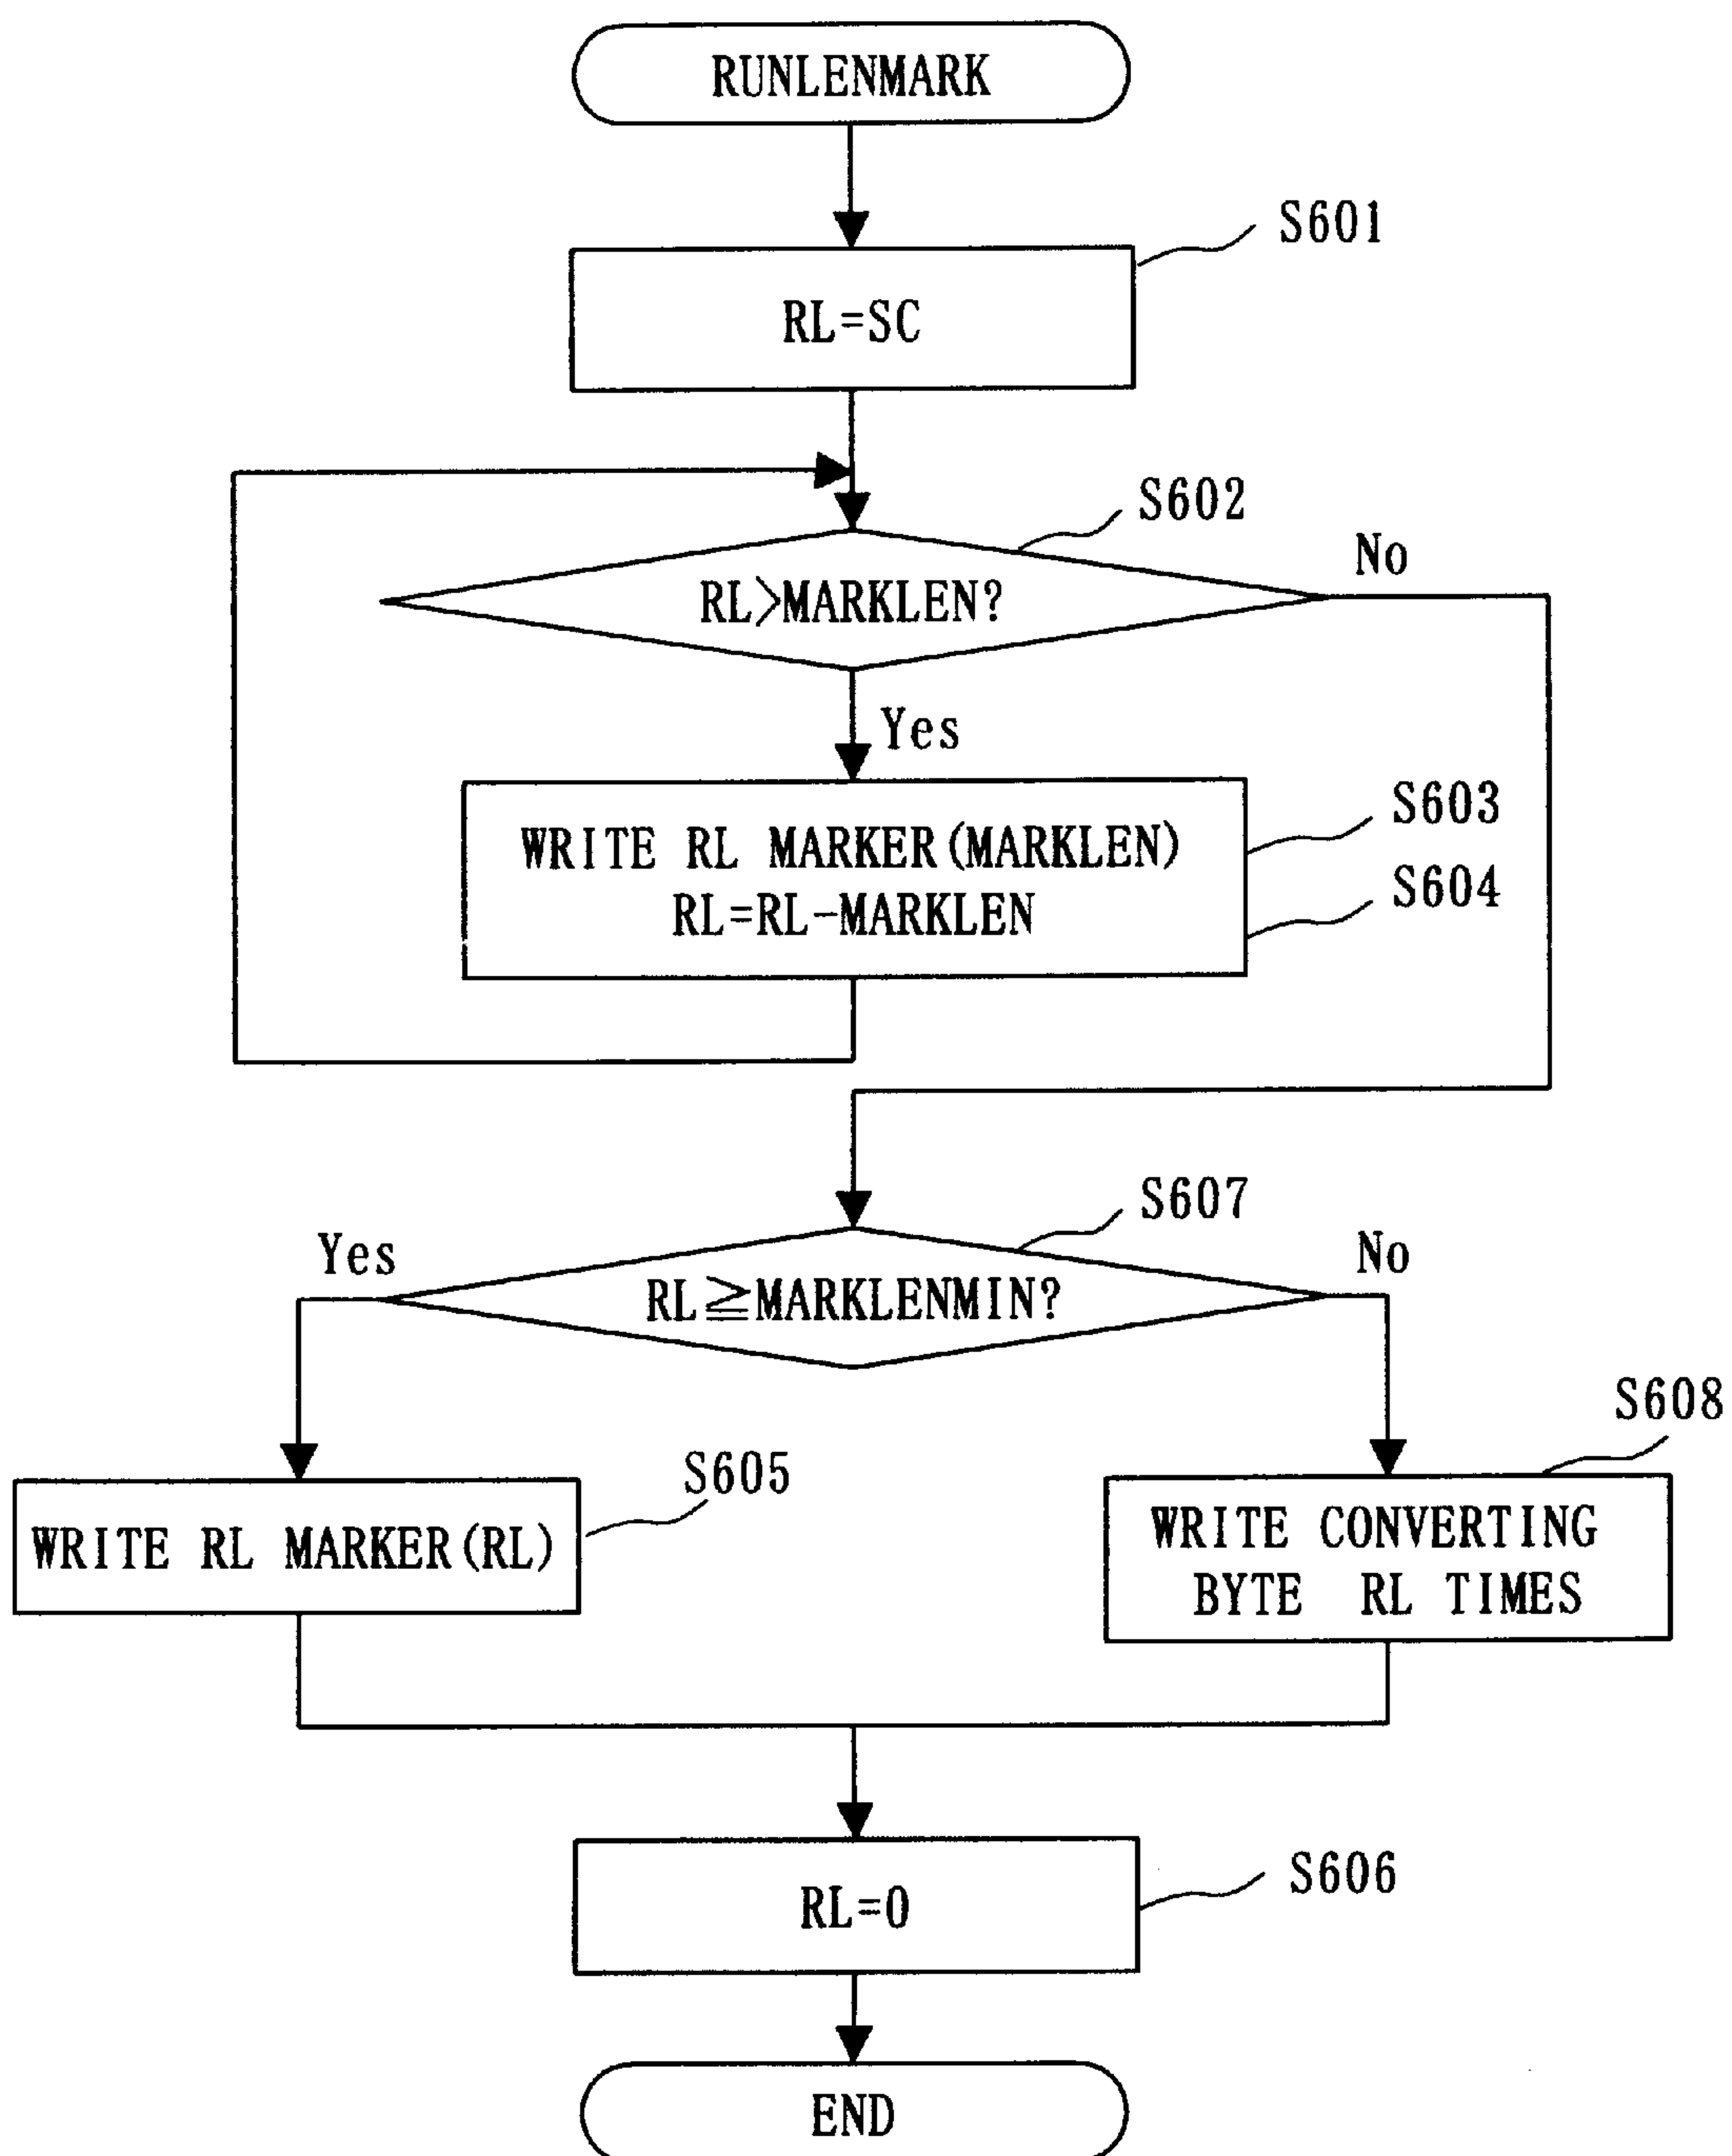 RUNLENMARK
S601
RL=SC
S602
No
RL>MARKLEN?
Yes
S603
WRITE RL MARKER(MARKLEN)
S604
RL=RL-MARKLEN
S607
Yes
No
RL≧MARKLENMIN?
S608
S605
WRITE RL MARKER(RL)
WRITE CONVERTING
BYTE RL TIMES
S606
RL=0
END